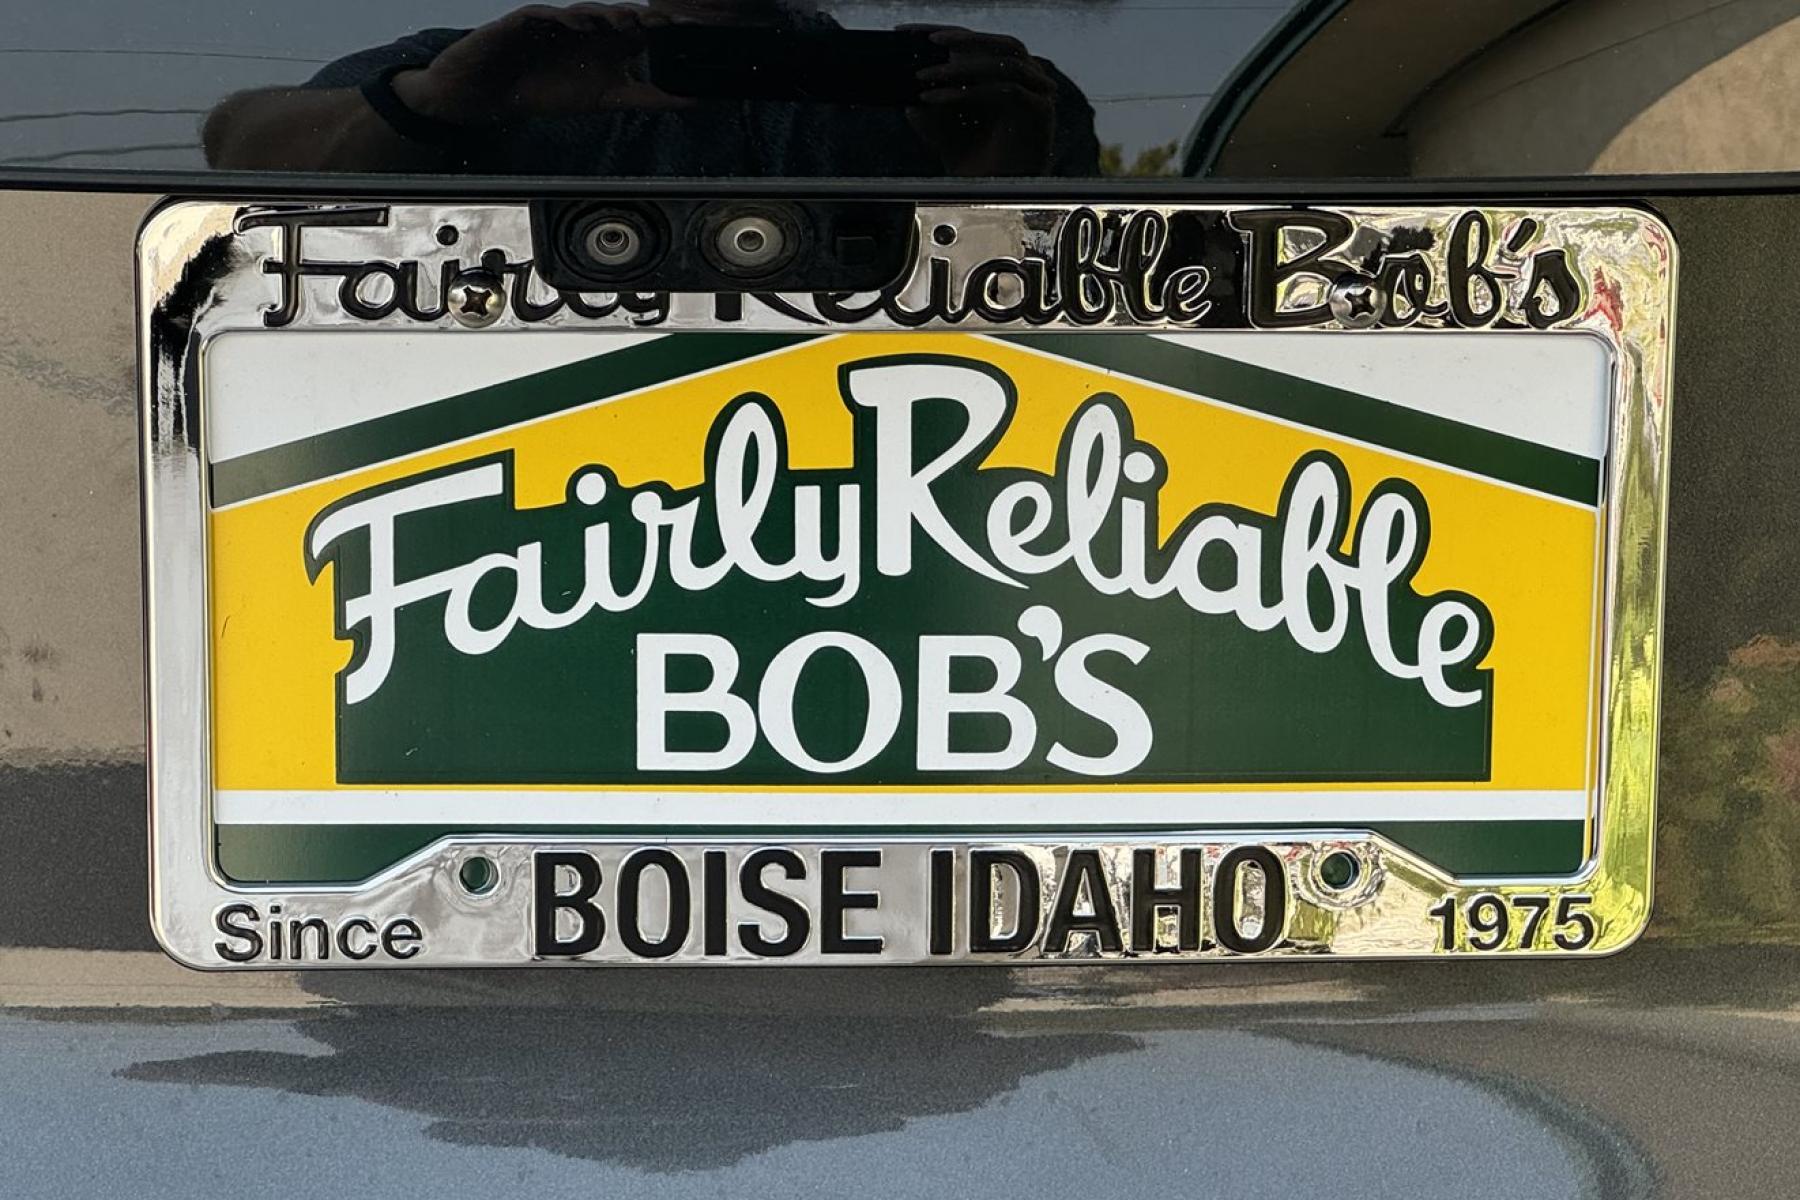 Fairly Reliable Bob's
Fairly Reliable
BOB'S
Since BOISE IDAHO 1975